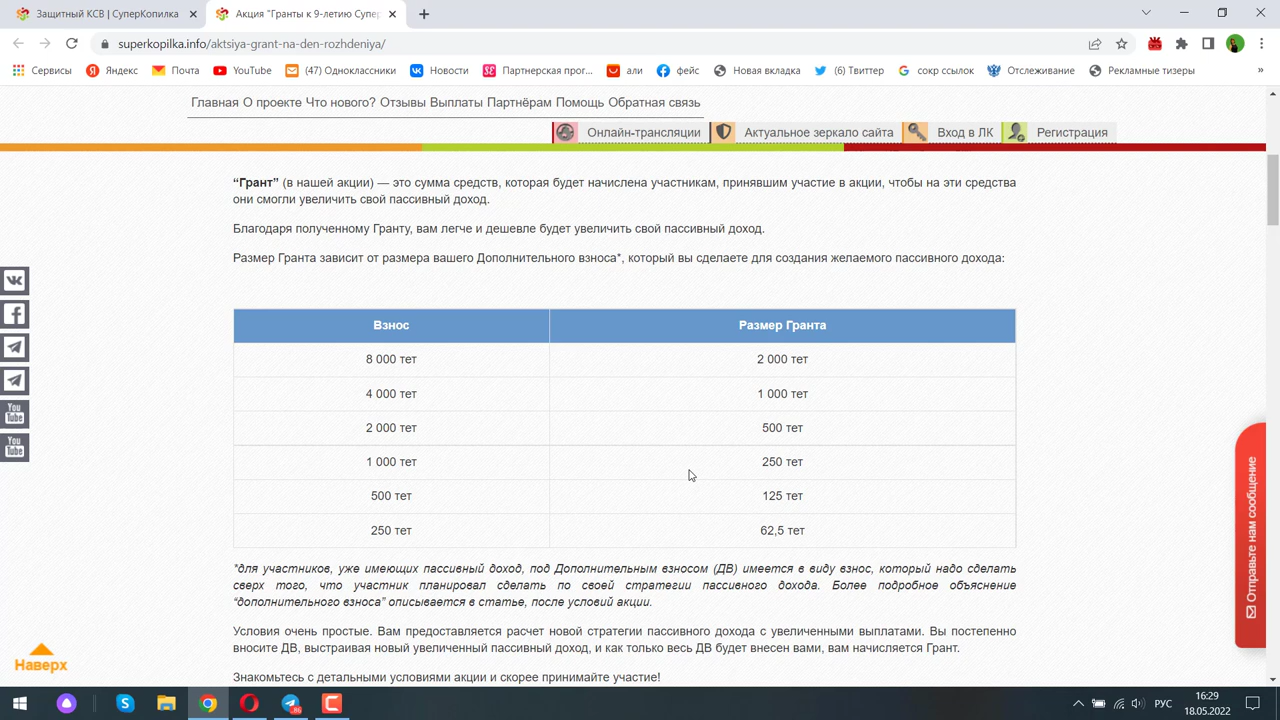 Защитный КСВ | СуперКопилка
Акция "Гранты к 9-летию Супер
superkopilka.info/aktsiya-grant-na-den-rozhdeniya/
Сервисы Яндекс Почта YouTube (47) Одноклассники Новости Партнерская прог... али фейс Новая вкладка (6) Твиттер сокр ссылок Отслеживание Рекламные тизеры »
Главная О проекте Что нового? Отзывы Выплаты Партнёрам Помощь Обратная связь
Онлайн-трансляции Актуальное зеркало сайта Вход в ЛК Регистрация
“Грант” (в нашей акции) — это сумма средств, которая будет начислена участникам, принявшим участие в акции, чтобы на эти средства
они смогли увеличить свой пассивный доход.
Благодаря полученному Гранту, вам легче и дешевле будет увеличить свой пассивный доход.
Размер Гранта зависит от размера вашего Дополнительного взноса*, который вы сделаете для создания желаемого пассивного дохода:
Взнос Размер Гранта
8 000 тет 2 000 тет
4 000 тет 1 000 тет
2 000 тет 500 тет
1 000 тет 250 тет
500 тет 125 тет
250 тет 62,5 тет
*для участников, уже имеющих пассивный доход, под Дополнительным взносом (ДВ) имеется в виду взнос, который надо сделать
сверх того, что участник планировал сделать по своей стратегии пассивного дохода. Более подробное объяснение
“дополнительного взноса” описывается в статье, после условий акции.
Условия очень простые. Вам предоставляется расчет новой стратегии пассивного дохода с увеличенными выплатами. Вы постепенно
вносите ДВ, выстраивая новый увеличенный пассивный доход, и как только весь ДВ будет внесен вами, вам начисляется Грант.
Знакомьтесь с детальными условиями акции и скорее принимайте участие!
You Tube
You Tube
Наверх
Отправьте нам сообщение
РУС
16:29
18.05.2022